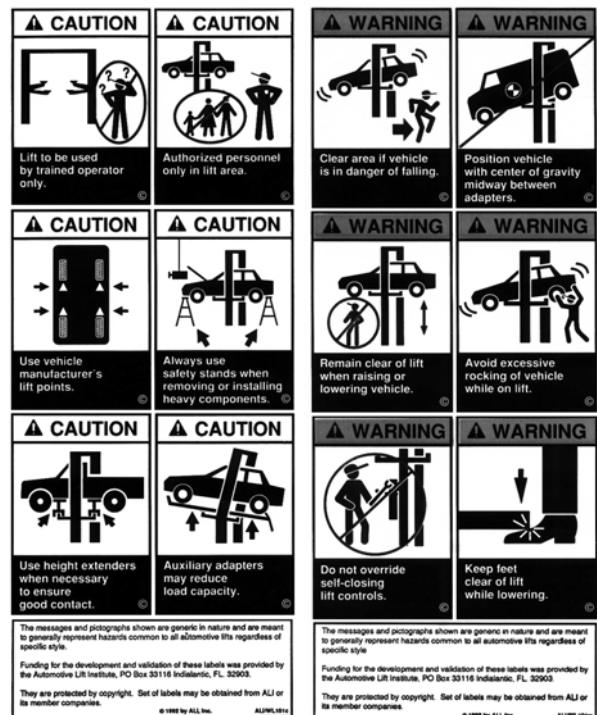 ⚠ CAUTION
? ? ?
Lift to be used
by trained operator
only.
©
⚠ CAUTION
Authorized personnel
only in lift area.
©
⚠ CAUTION
Use vehicle
manufacturer's
lift points.
©
⚠ CAUTION
Always use
safety stands when
removing or installing
heavy components.
©
⚠ CAUTION
Use height extenders
when necessary
to ensure
good contact.
©
⚠ CAUTION
Auxiliary adapters
may reduce
load capacity.
©
The messages and pictographs shown are generic in nature and are meant
to generally represent hazards common to all automotive lifts regardless of
specific style.
Funding for the development and validation of these labels was provided by
the Automotive Lift Institute, PO Box 33116 Indialantic, FL. 32903.
They are protected by copyright. Set of labels may be obtained from ALI or
its member companies.
© 1992 by ALI, Inc.
ALI/WL101c
⚠ WARNING
Clear area if vehicle
is in danger of falling.
©
⚠ WARNING
Position vehicle
with center of gravity
midway between
adapters.
©
⚠ WARNING
Remain clear of lift
when raising or
lowering vehicle.
©
⚠ WARNING
Avoid excessive
rocking of vehicle
while on lift.
©
⚠ WARNING
Do not override
self-closing
lift controls.
©
⚠ WARNING
Keep feet
clear of lift
while lowering.
©
The messages and pictographs shown are generic in nature and are meant
to generally represent hazards common to all automotive lifts regardless of
specific style
Funding for the development and validation of these labels was provided by
the Automotive Lift Institute, PO Box 33116 Indialantic, FL. 32903.
They are protected by copyright. Set of labels may be obtained from ALI or
its member companies.